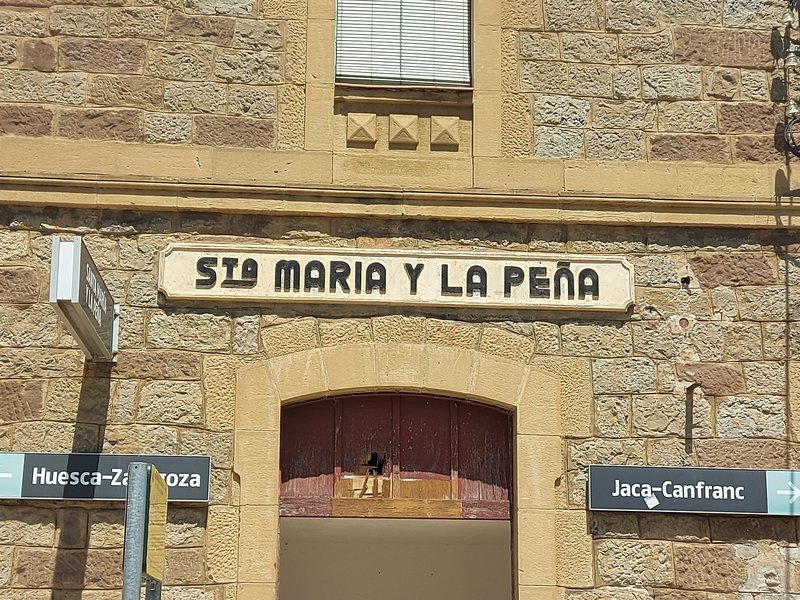 STA MARIA Y LA PEÑA
Huesca-Za
oza
Jaca-Canfranc